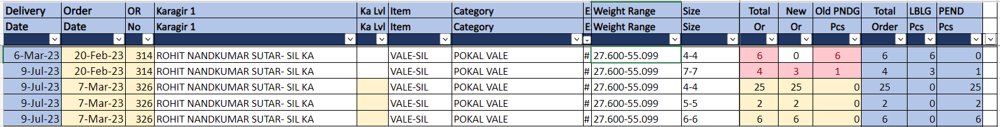 Delivery Order OR Karagir 1 Ka Lvl Item Category E Weight Range Size Total New Old PNDG Total LBLG PEND
Date Date No Karagir 1 Ka Lvl Item Category E Weight Range Size Or Or Pcs Order Pcs Pcs
6-Mar-23 20-Feb-23 314 ROHIT NANDKUMAR SUTAR- SIL KA VALE-SIL POKAL VALE # 27.600-55.099 4-4 6 0 6 6 6 0
9-Jul-23 20-Feb-23 314 ROHIT NANDKUMAR SUTAR- SIL KA VALE-SIL POKAL VALE # 27.600-55.099 7-7 4 3 1 4 3 1
9-Jul-23 7-Mar-23 326 ROHIT NANDKUMAR SUTAR- SIL KA VALE-SIL POKAL VALE # 27.600-55.099 4-4 25 25 0 25 0 25
9-Jul-23 7-Mar-23 326 ROHIT NANDKUMAR SUTAR- SIL KA VALE-SIL POKAL VALE # 27.600-55.099 5-5 2 2 0 2 0 2
9-Jul-23 7-Mar-23 326 ROHIT NANDKUMAR SUTAR- SIL KA VALE-SIL POKAL VALE # 27.600-55.099 6-6 6 6 0 6 0 6